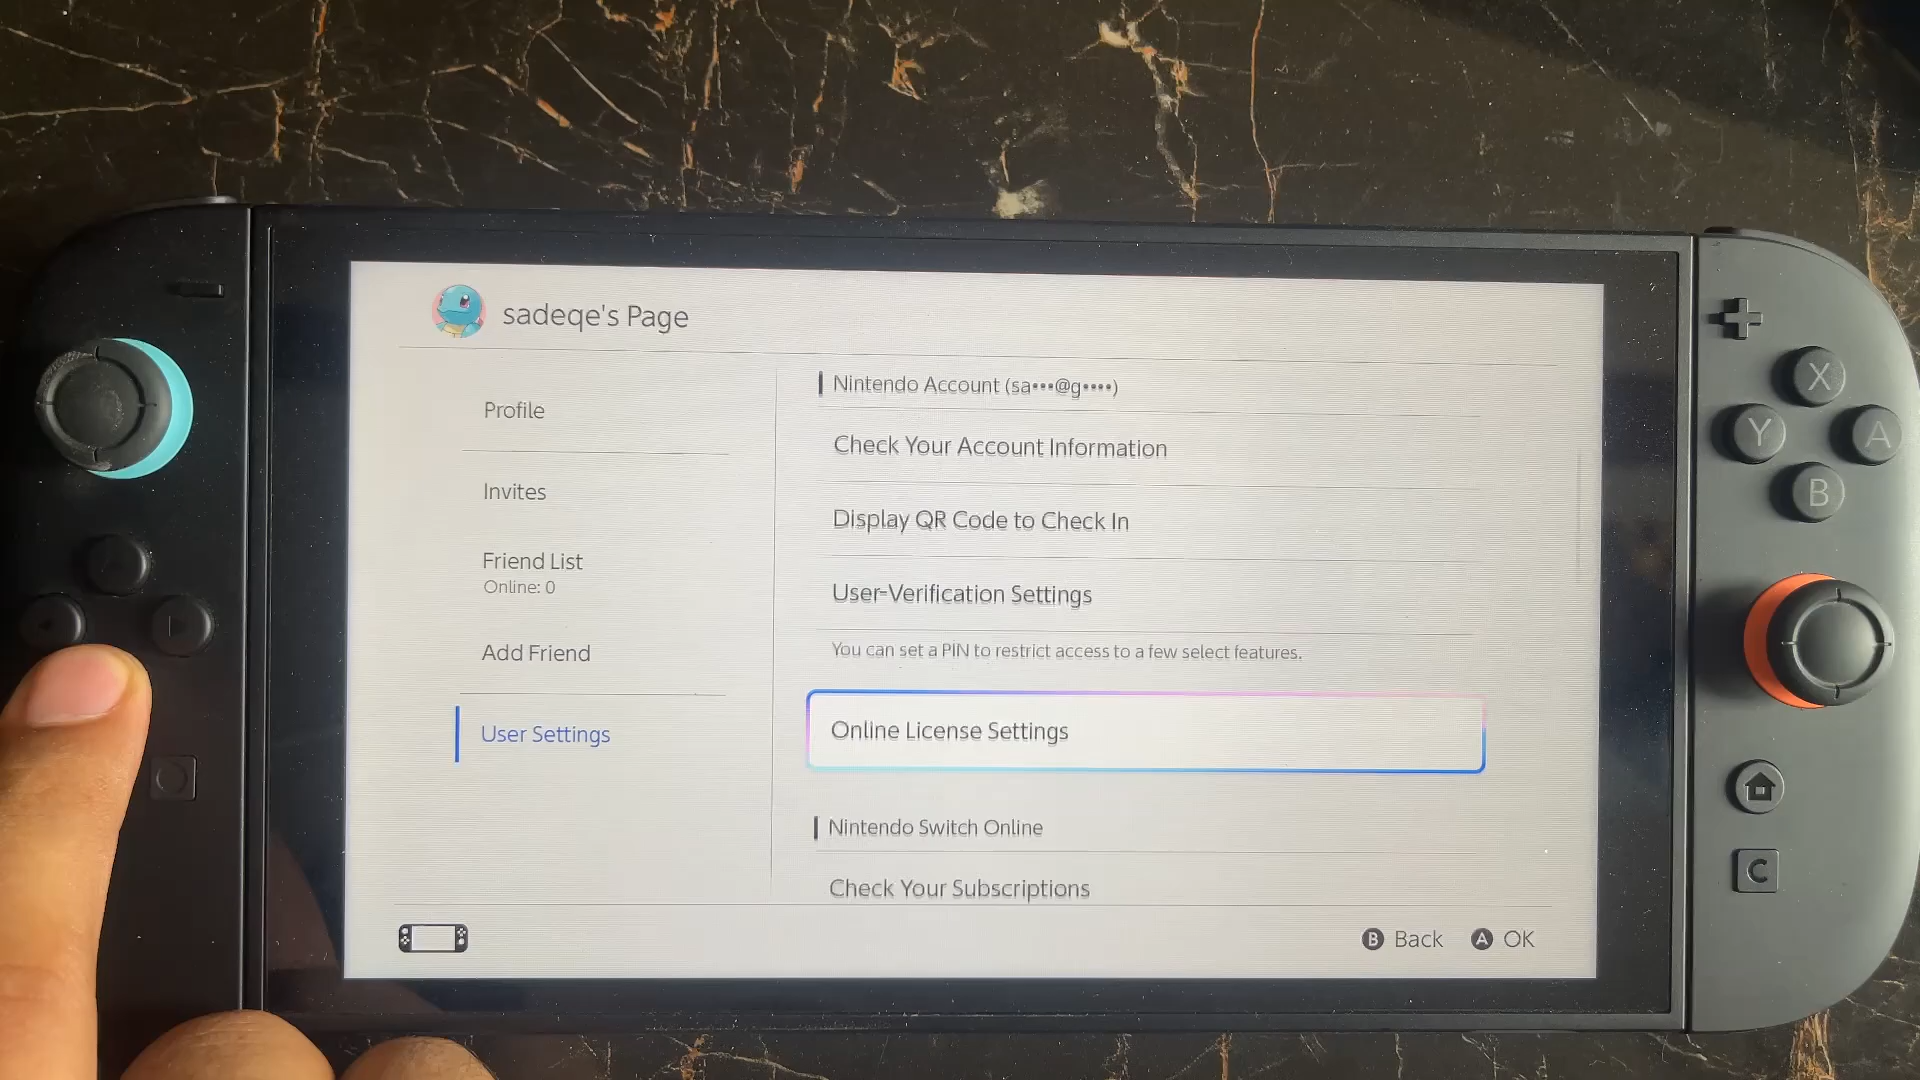 sadeqe's Page
Profile
Invites
Friend List
Online: 0
Add Friend
User Settings
Nintendo Account (sa•••@g••••)
Check Your Account Information
Display QR Code to Check In
User-Verification Settings
You can set a PIN to restrict access to a few select features.
Online License Settings
Nintendo Switch Online
Check Your Subscriptions
B Back A OK
X
Y
A
B
C